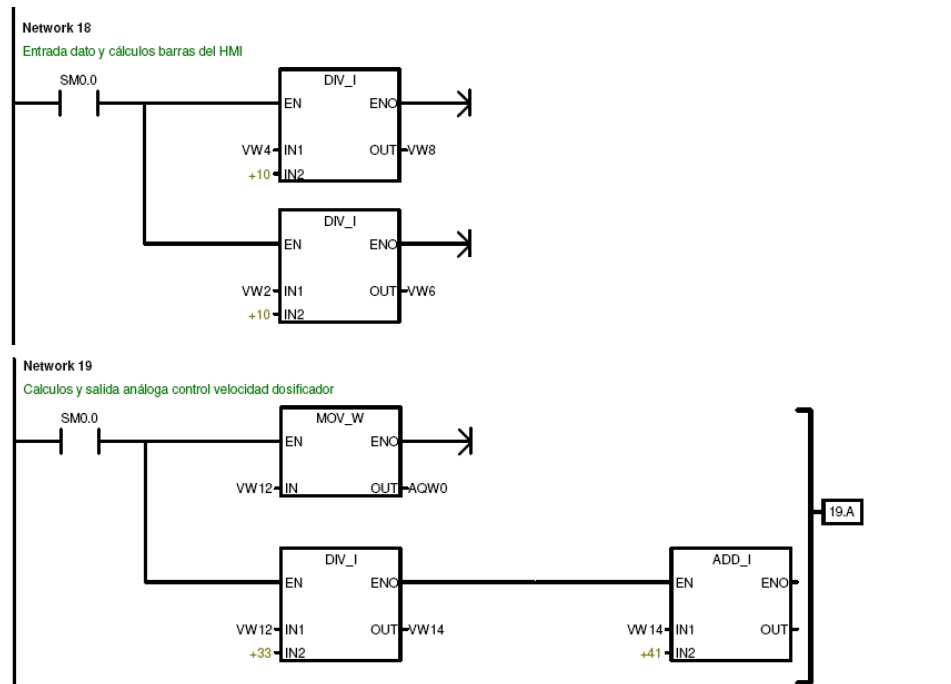 Network 18
Entrada dato y cálculos barras del HMI
SM0.0
DIV_I
EN ENO
VW4 IN1 OUT VW8
+10 IN2
DIV_I
EN ENO
VW2 IN1 OUT VW6
+10 IN2
Network 19
Calculos y salida análoga control velocidad dosificador
SM0.0
MOV_W
EN ENO
VW12 IN OUT AQW0
19.A
DIV_I ADD_I
EN ENO EN ENO
VW12 IN1 OUT VW14 VW14 IN1 OUT
+33 IN2 +41 IN2